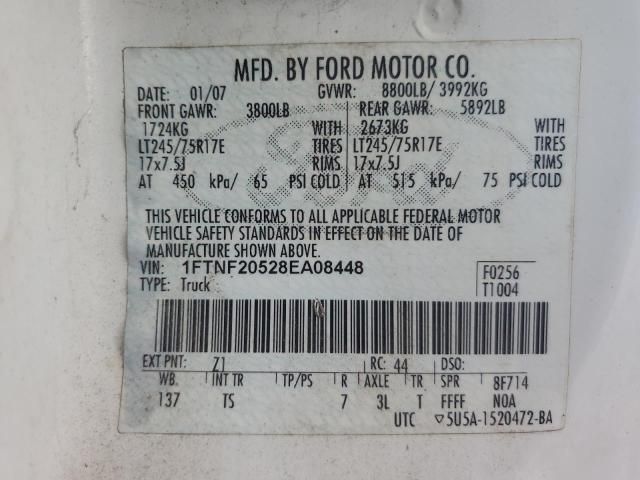 MFD. BY FORD MOTOR CO.
DATE: 01/07 GVWR: 8800LB/ 3992KG
FRONT GAWR: 3800LB REAR GAWR: 5892LB
1724KG WITH 2673KG WITH
LT245/75R17E TIRES LT245/75R17E TIRES
17x7.5J RIMS 17x7.5J RIMS
AT 450 kPa/ 65 PSI COLD AT 515 kPa/ 75 PSI COLD
THIS VEHICLE CONFORMS TO ALL APPLICABLE FEDERAL MOTOR
VEHICLE SAFETY STANDARDS IN EFFECT ON THE DATE OF
MANUFACTURE SHOWN ABOVE.
VIN: 1FTNF20528EA08448 F0256
TYPE: Truck T1004
EXT PNT: Z1 RC: 44 DSO:
WB INT TR TP/PS R AXLE TR SPR 8F714
137 TS 7 3L T FFFF NOA
UTC ▽5U5A-1520472-BA